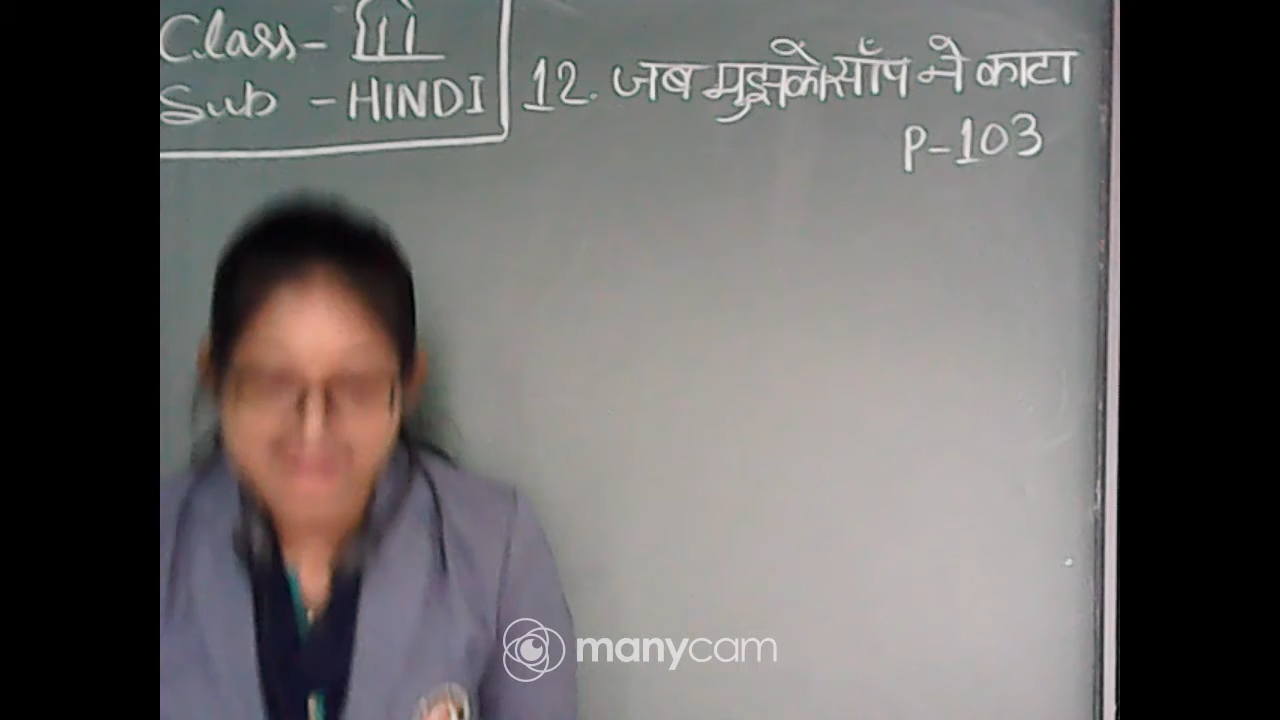 Class - III
Sub - HINDI
12. जब मुझको साँप ने काटा
P-103
manycam